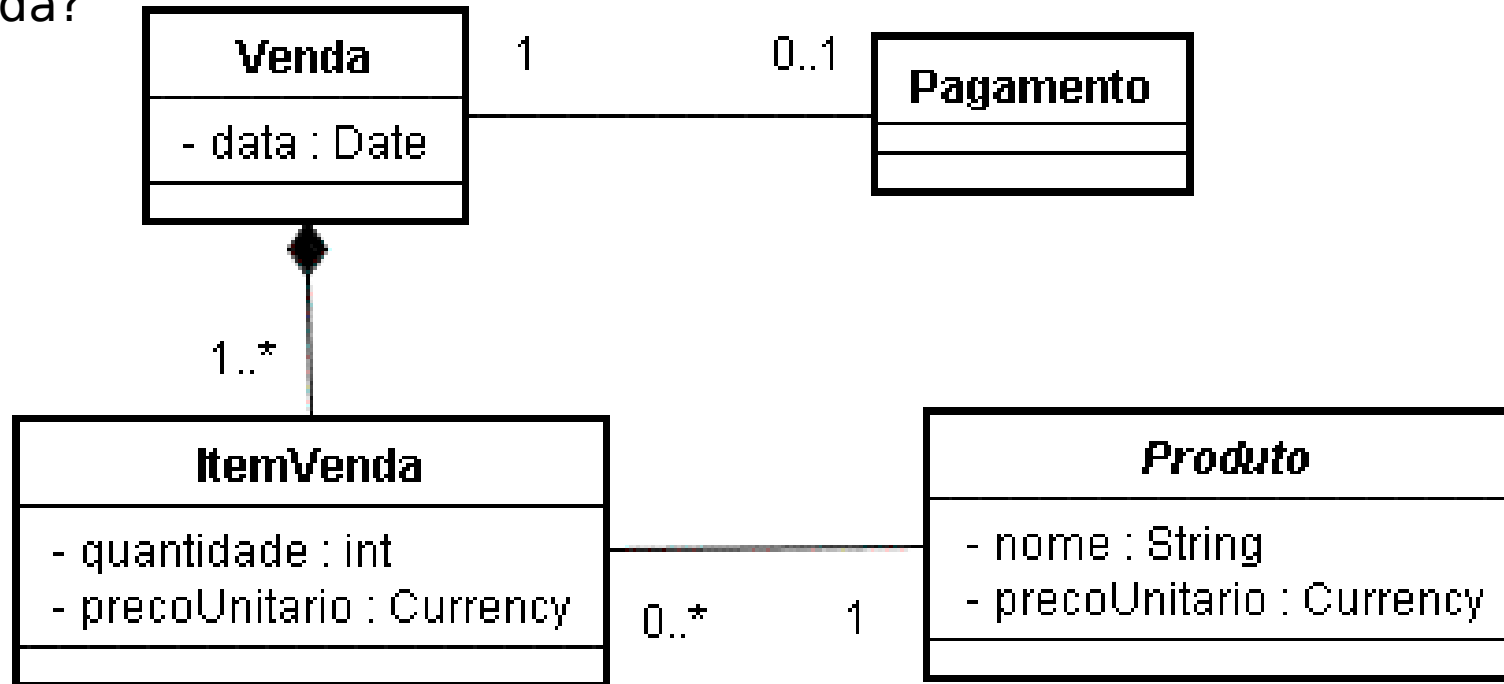 da?
Venda
1
0..1
Pagamento
- data : Date
1..*
ItemVenda
Produto
- quantidade : int
- nome : String
- precoUnitario : Currency
- precoUnitario : Currency
0..*
1